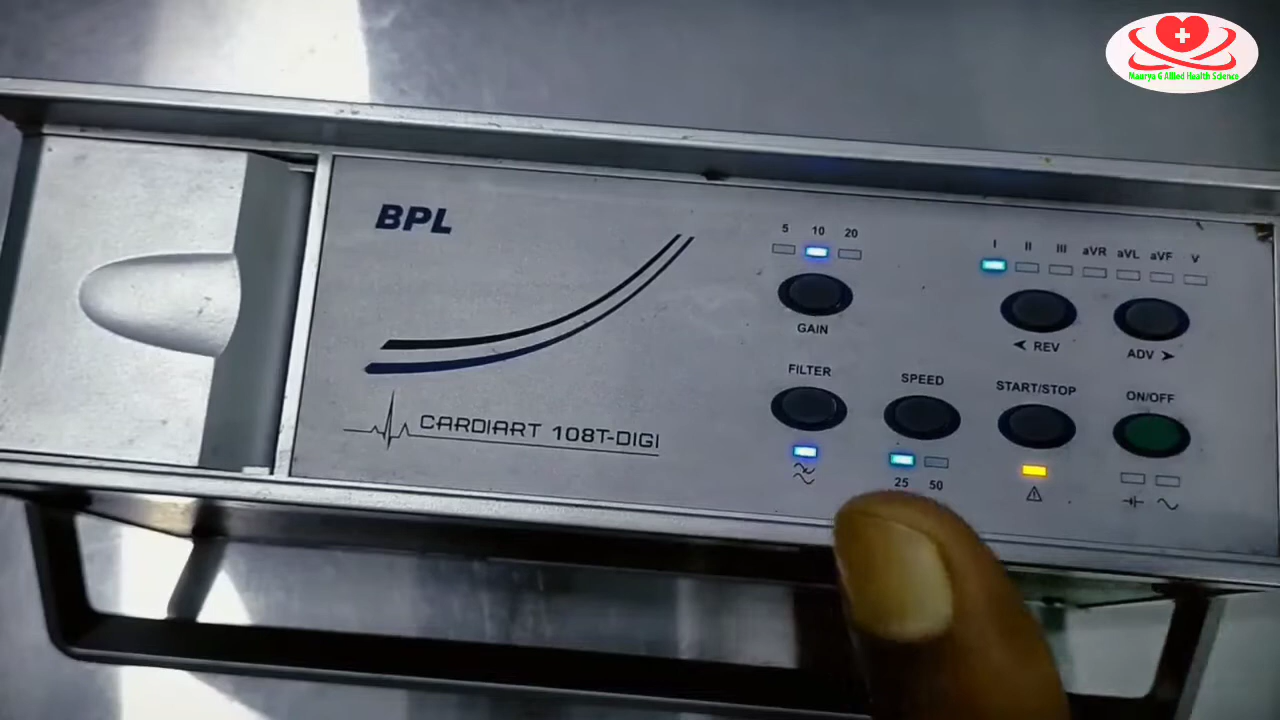 Maurya G Allied Health Science
BPL
5 10 20
GAIN
I II III aVR aVL aVF V
< REV
ADV >
FILTER
SPEED
START/STOP
ON/OFF
25 50
CARDIART 108T-DIGI